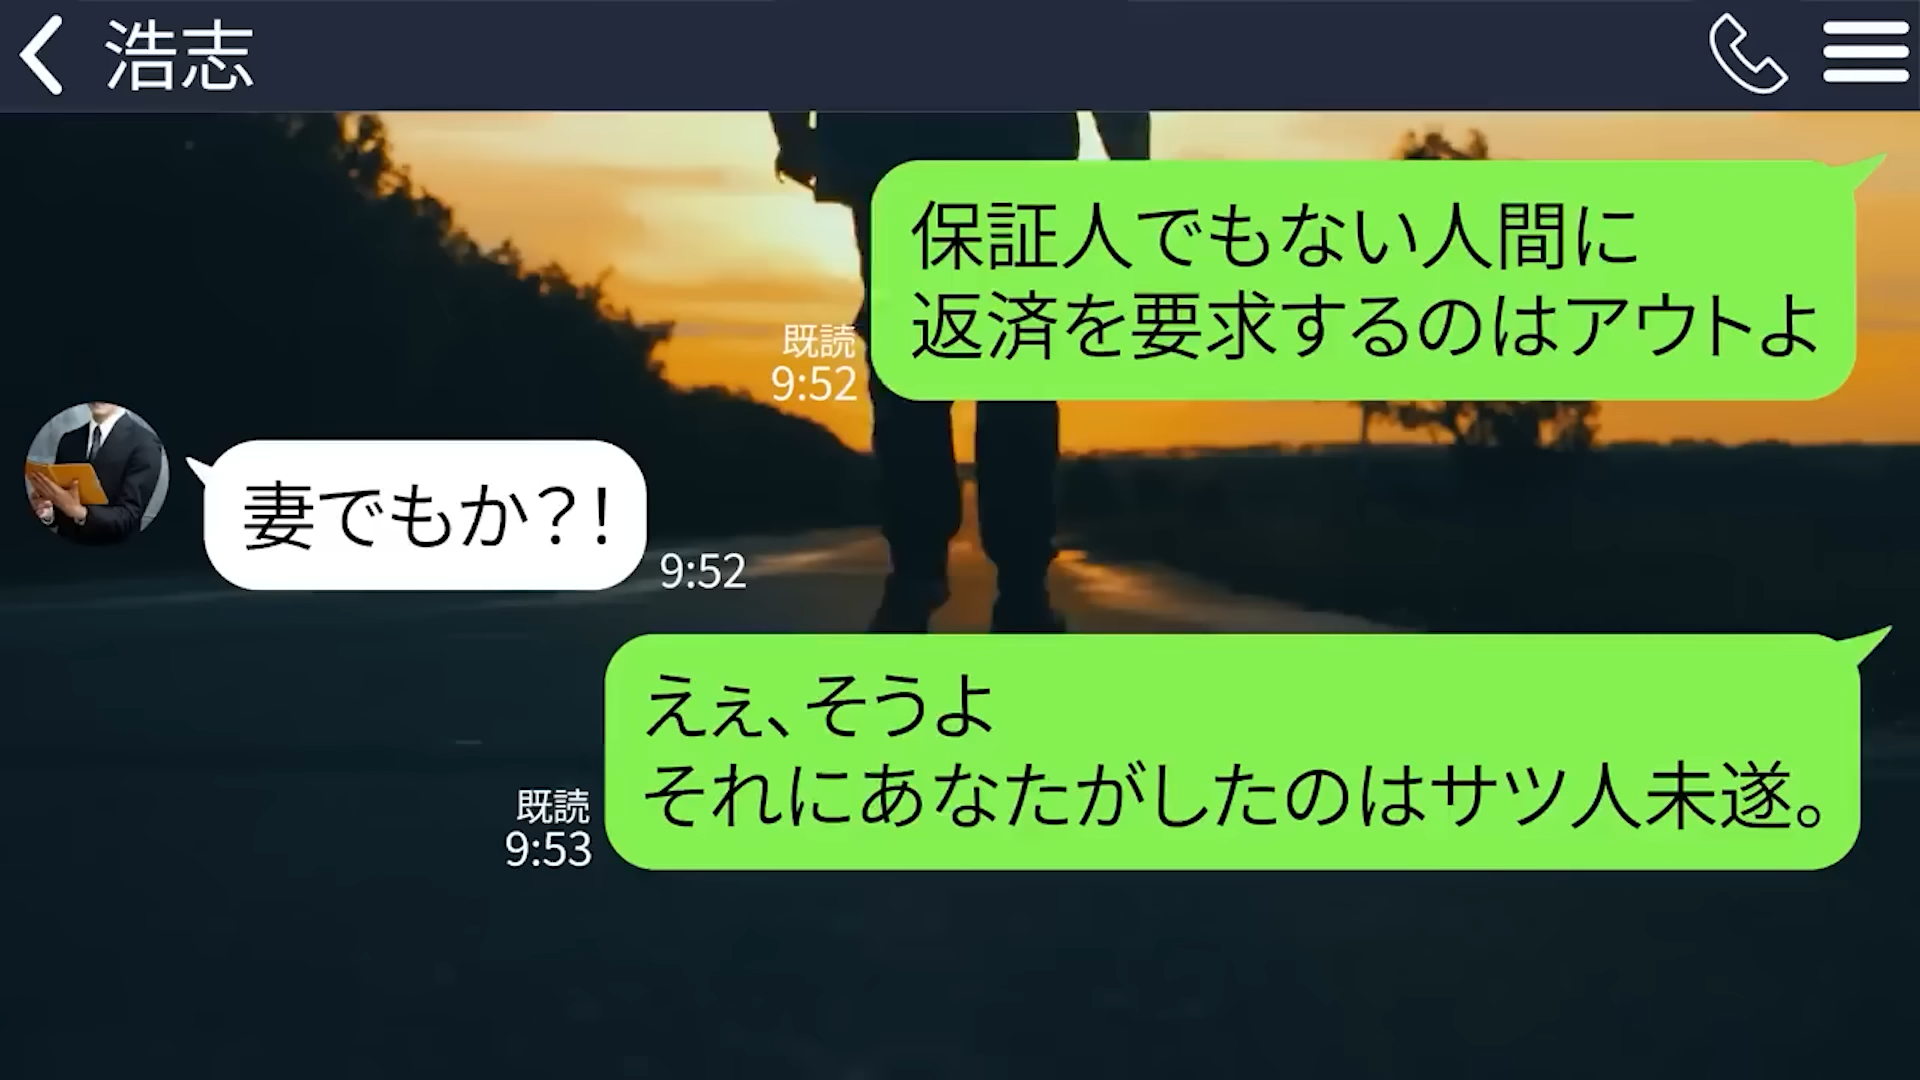 浩志
保証人でもない人間に
返済を要求するのはアウトよ
既読
9:52
妻でもか？！
9:52
えぇ、そうよ
それにあなたがしたのはサツ人未遂。
既読
9:53